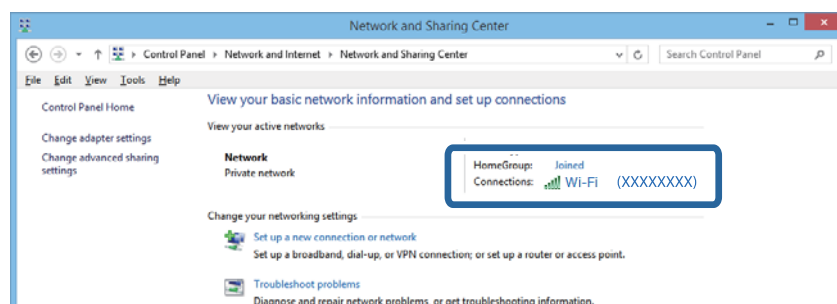 Network and Sharing Center
Control Panel Network and Internet Network and Sharing Center Search Control Panel
File Edit View Tools Help
Control Panel Home
Change adapter settings
Change advanced sharing
settings
View your basic network information and set up connections
View your active networks
Network
Private network
HomeGroup: Joined
Connections: Wi-Fi (XXXXXXXX)
Change your networking settings
Set up a new connection or network
Set up a broadband, dial-up, or VPN connection; or set up a router or access point.
Troubleshoot problems
Diagnose and repair network problems, or get troubleshooting information.